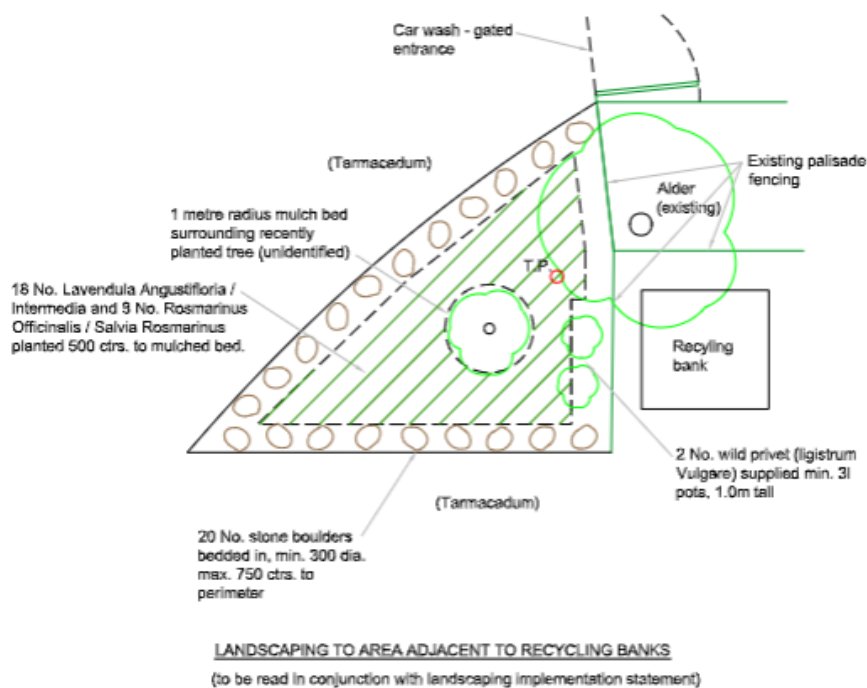 Car wash - gated
entrance
(Tarmacadum)
Existing palisade
fencing
Alder
(existing)
1 metre radius mulch bed
surrounding recently
planted tree (unidentified)
T.P
18 No. Lavendula Angustifloria /
Intermedia and 9 No. Rosmarinus
Officinalis / Salvia Rosmarinus
planted 500 ctrs. to mulched bed.
Recyling
bank
2 No. wild privet (ligistrum
Vulgare) supplied min. 3l
pots, 1.0m tall
(Tarmacadum)
20 No. stone boulders
bedded in, min. 300 dia.
max. 750 ctrs. to
perimeter
LANDSCAPING TO AREA ADJACENT TO RECYCLING BANKS
(to be read in conjunction with landscaping implementation statement)